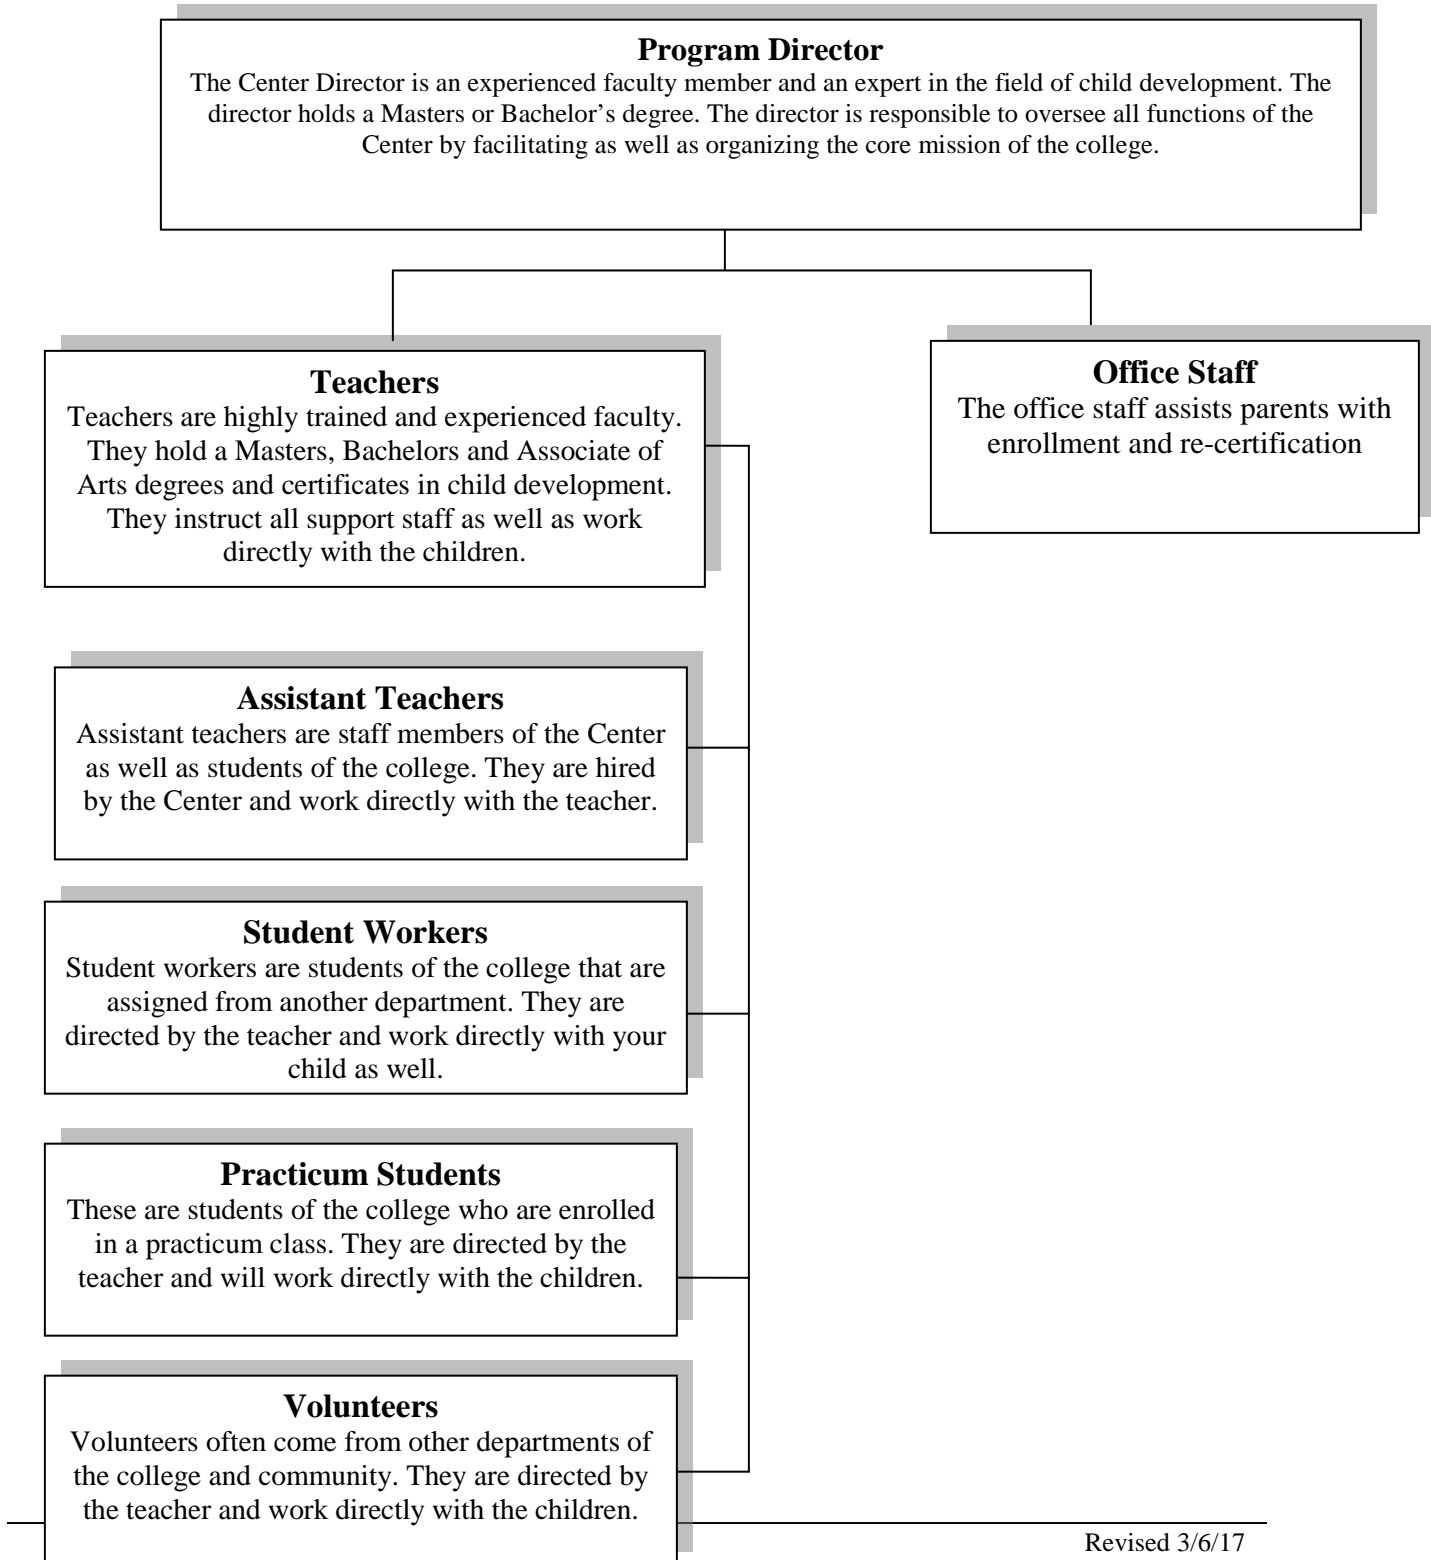 Program Director
The Center Director is an experienced faculty member and an expert in the field of child development. The
director holds a Masters or Bachelor’s degree. The director is responsible to oversee all functions of the
Center by facilitating as well as organizing the core mission of the college.
Teachers
Teachers are highly trained and experienced faculty.
They hold a Masters, Bachelors and Associate of
Arts degrees and certificates in child development.
They instruct all support staff as well as work
directly with the children.
Office Staff
The office staff assists parents with
enrollment and re-certification
Assistant Teachers
Assistant teachers are staff members of the Center
as well as students of the college. They are hired
by the Center and work directly with the teacher.
Student Workers
Student workers are students of the college that are
assigned from another department. They are
directed by the teacher and work directly with your
child as well.
Practicum Students
These are students of the college who are enrolled
in a practicum class. They are directed by the
teacher and will work directly with the children.
Volunteers
Volunteers often come from other departments of
the college and community. They are directed by
the teacher and work directly with the children.
Revised 3/6/17